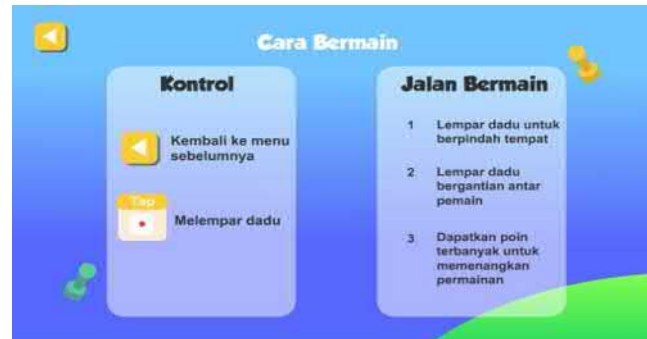 Cara Bermain
Kontrol
Kembali ke menu
sebelumnya
Tap
Melempar dadu
Jalan Bermain
1 Lempar dadu untuk
berpindah tempat
2 Lempar dadu
bergantian antar
pemain
3 Dapatkan poin
terbanyak untuk
memenangkan
permainan